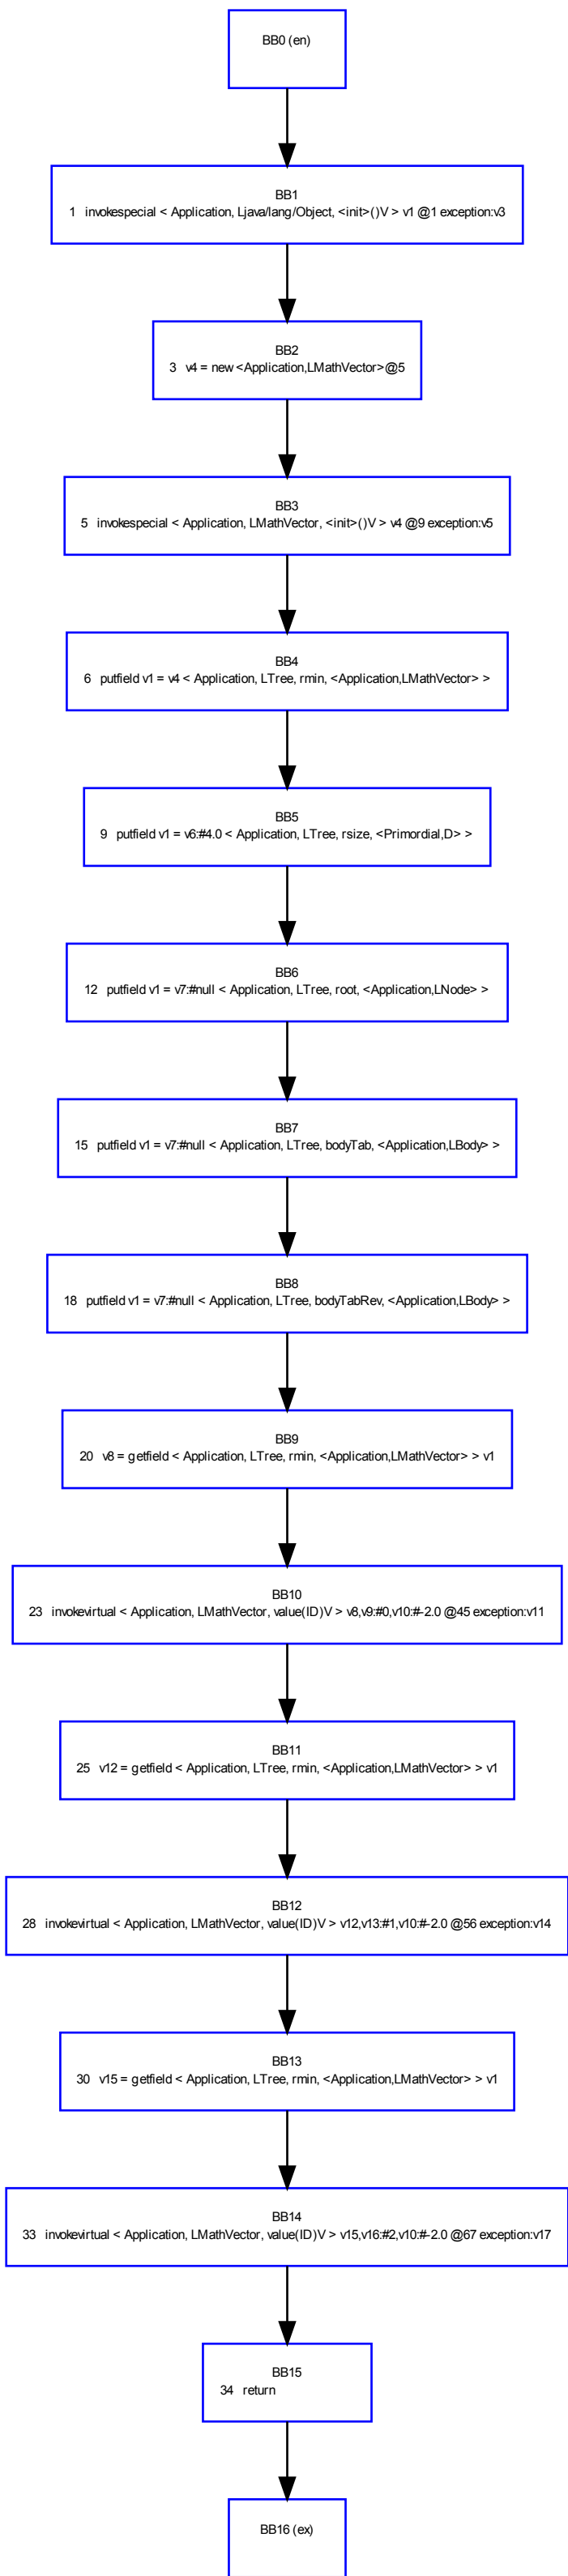 BB0 (en)
BB1
1 invokespecial < Application, Ljava/lang/Object, <init>()V > v1 @1 exception:v3
BB2
3 v4 = new <Application,LMathVector>@5
BB3
5 invokespecial < Application, LMathVector, <init>()V > v4 @9 exception:v5
BB4
6 putfield v1 = v4 < Application, LTree, rmin, <Application,LMathVector> >
BB5
9 putfield v1 = v6:#4.0 < Application, LTree, rsize, <Primordial,D> >
BB6
12 putfield v1 = v7:#null < Application, LTree, root, <Application,LNode> >
BB7
15 putfield v1 = v7:#null < Application, LTree, bodyTab, <Application,LBody> >
BB8
18 putfield v1 = v7:#null < Application, LTree, bodyTabRev, <Application,LBody> >
BB9
20 v8 = getfield < Application, LTree, rmin, <Application,LMathVector> > v1
BB10
23 invokevirtual < Application, LMathVector, value(ID)V > v8,v9:#0,v10:#-2.0 @45 exception:v11
BB11
25 v12 = getfield < Application, LTree, rmin, <Application,LMathVector> > v1
BB12
28 invokevirtual < Application, LMathVector, value(ID)V > v12,v13:#1,v10:#-2.0 @56 exception:v14
BB13
30 v15 = getfield < Application, LTree, rmin, <Application,LMathVector> > v1
BB14
33 invokevirtual < Application, LMathVector, value(ID)V > v15,v16:#2,v10:#-2.0 @67 exception:v17
BB15
34 return
BB16 (ex)